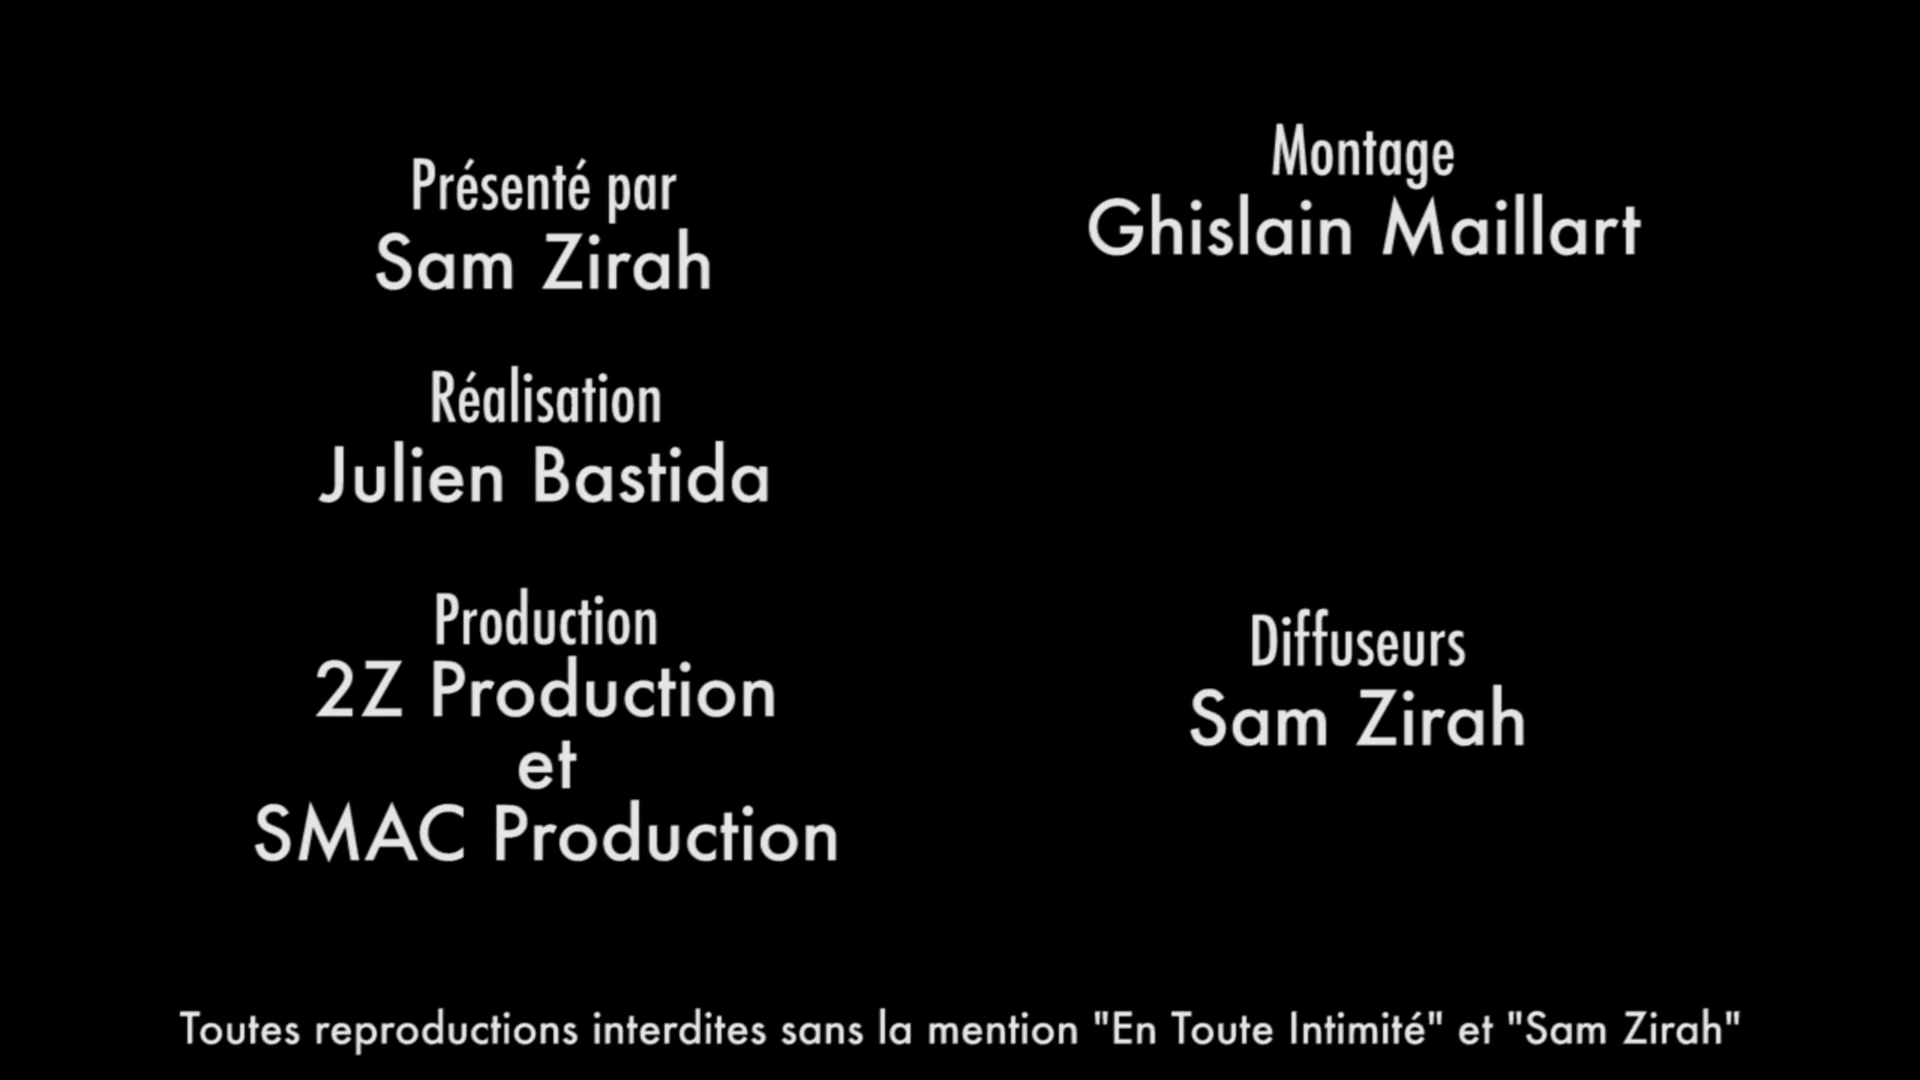 Présenté par
Sam Zirah
Réalisation
Julien Bastida
Production
2Z Production
et
SMAC Production
Montage
Ghislain Maillart
Diffuseurs
Sam Zirah
Toutes reproductions interdites sans la mention "En Toute Intimité" et "Sam Zirah"